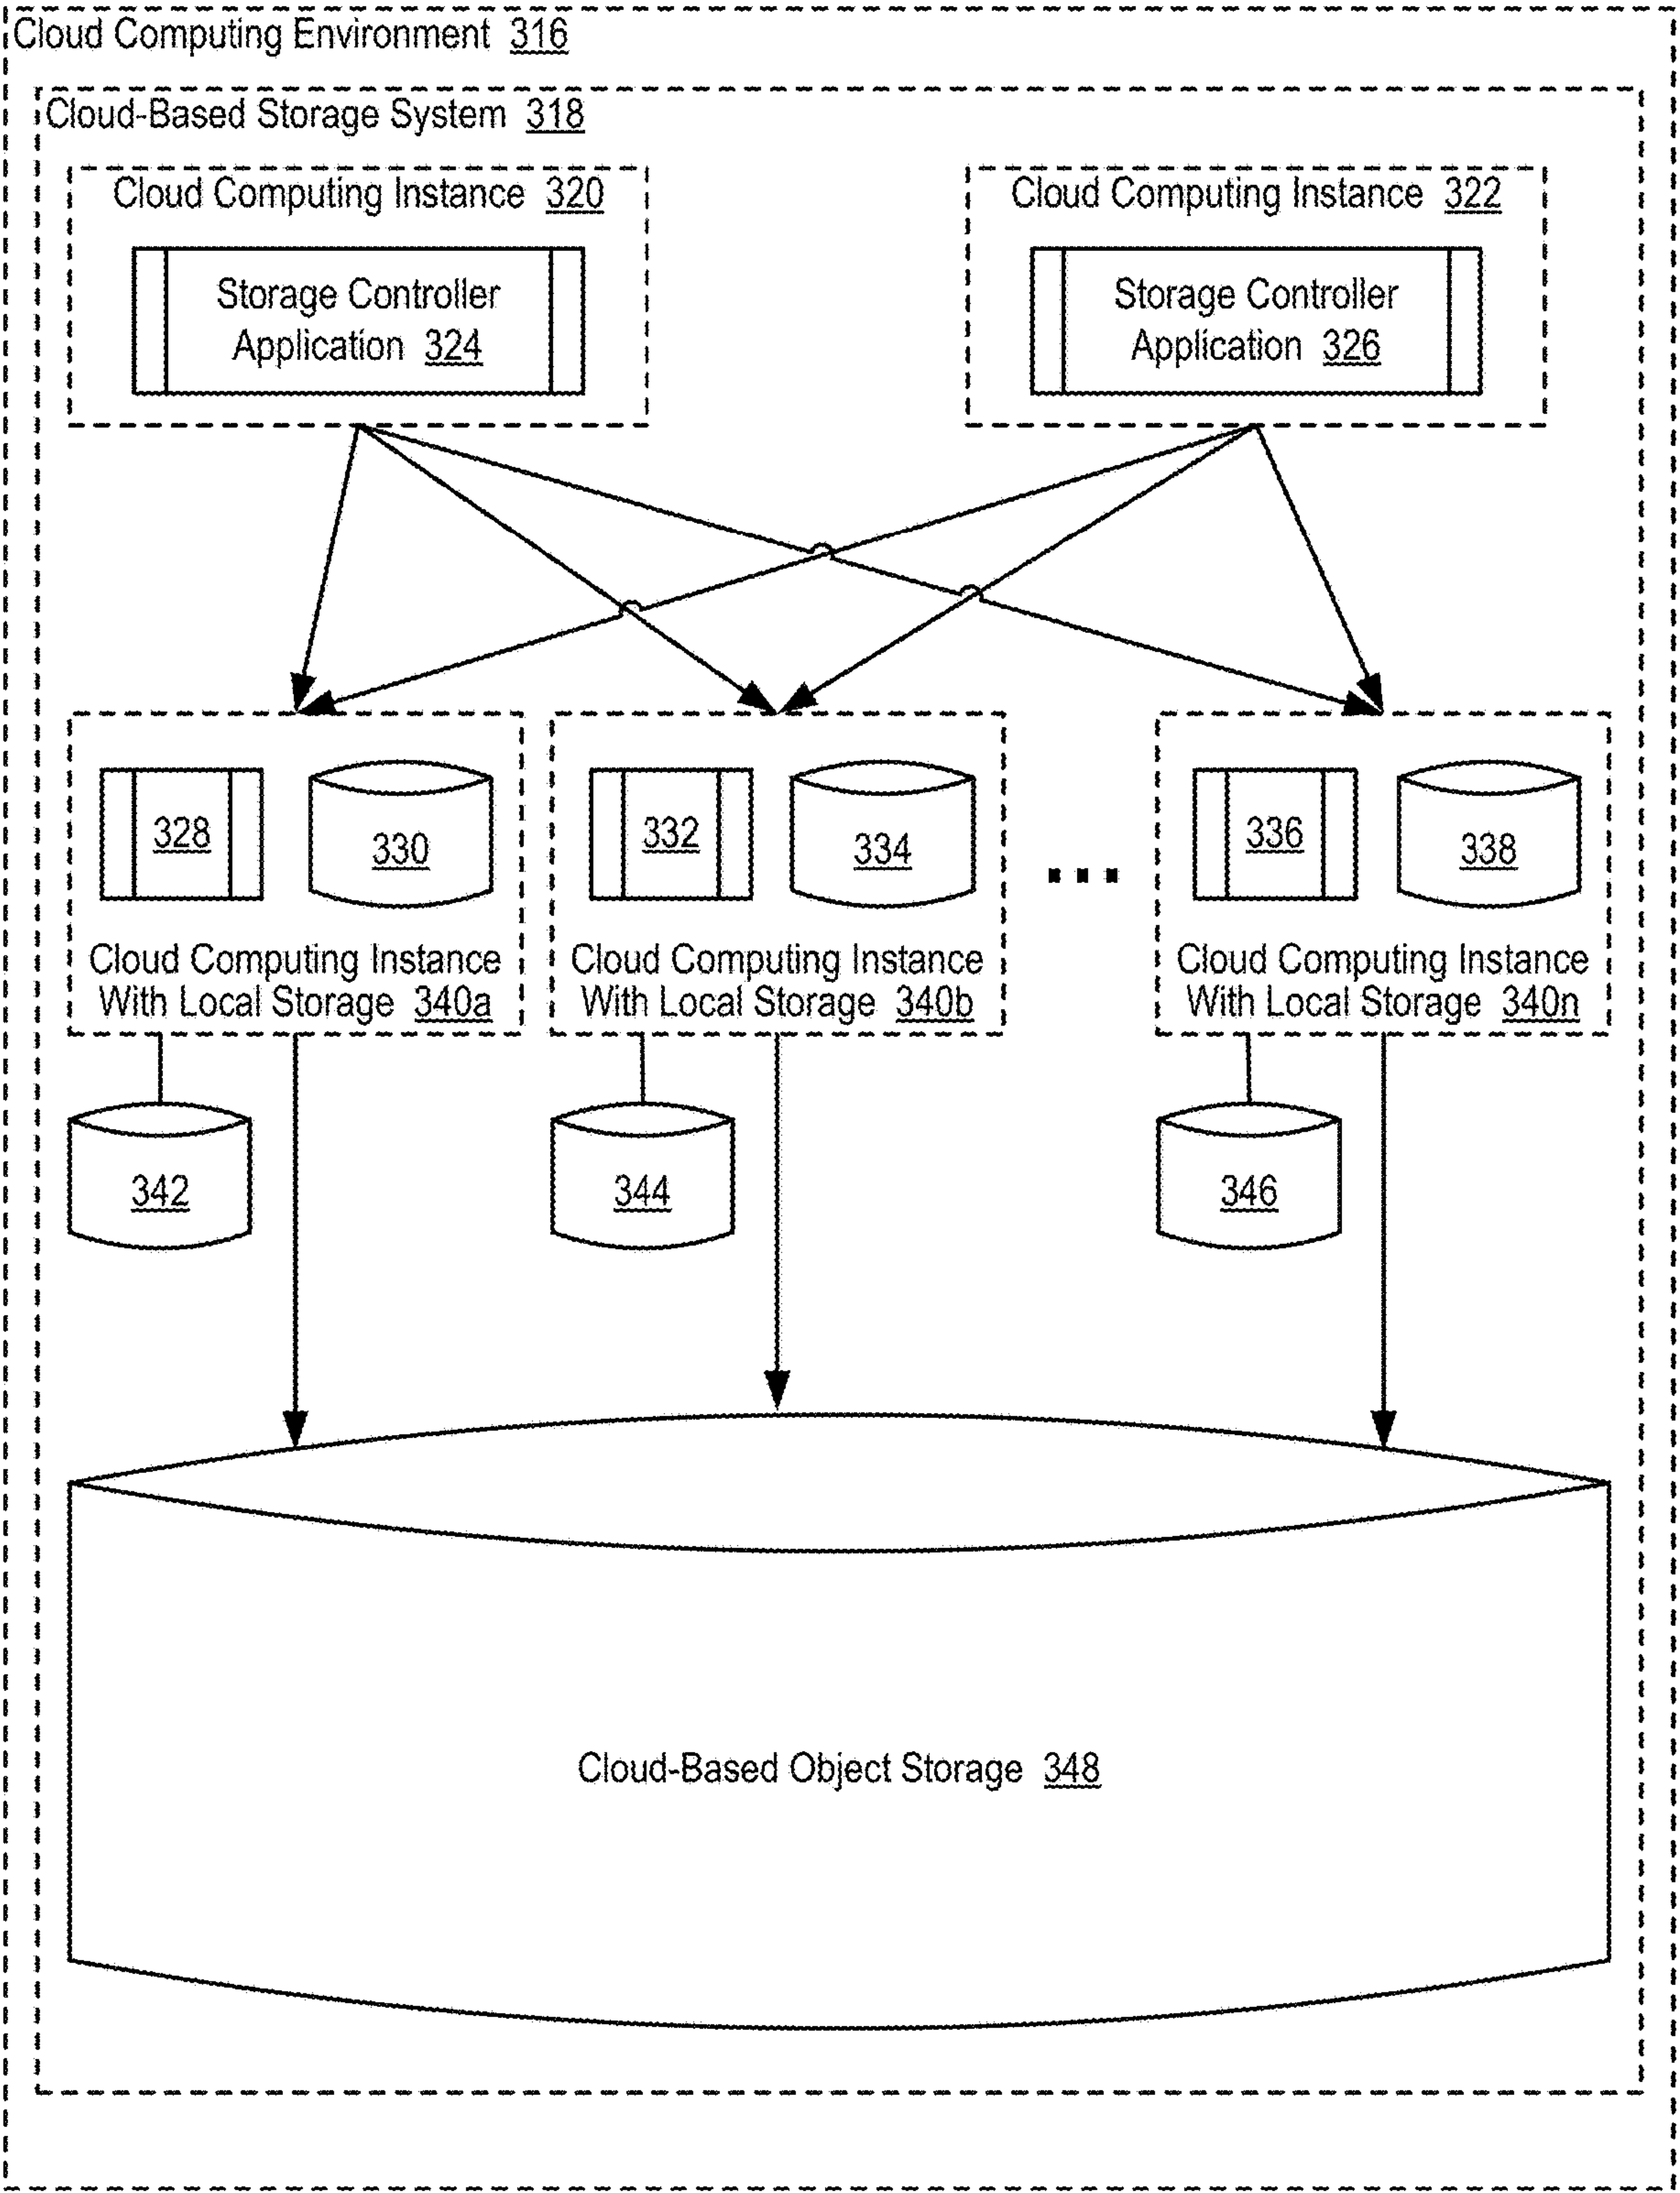 Cloud Computing Environment 316
Cloud-Based Storage System 318
Cloud Computing Instance 320
Storage Controller
Application 324
Cloud Computing Instance 322
Storage Controller
Application 326
328
330
Cloud Computing Instance
With Local Storage 340a
332
334
Cloud Computing Instance
With Local Storage 340b
...
336
338
Cloud Computing Instance
With Local Storage 340n
342
344
346
Cloud-Based Object Storage 348